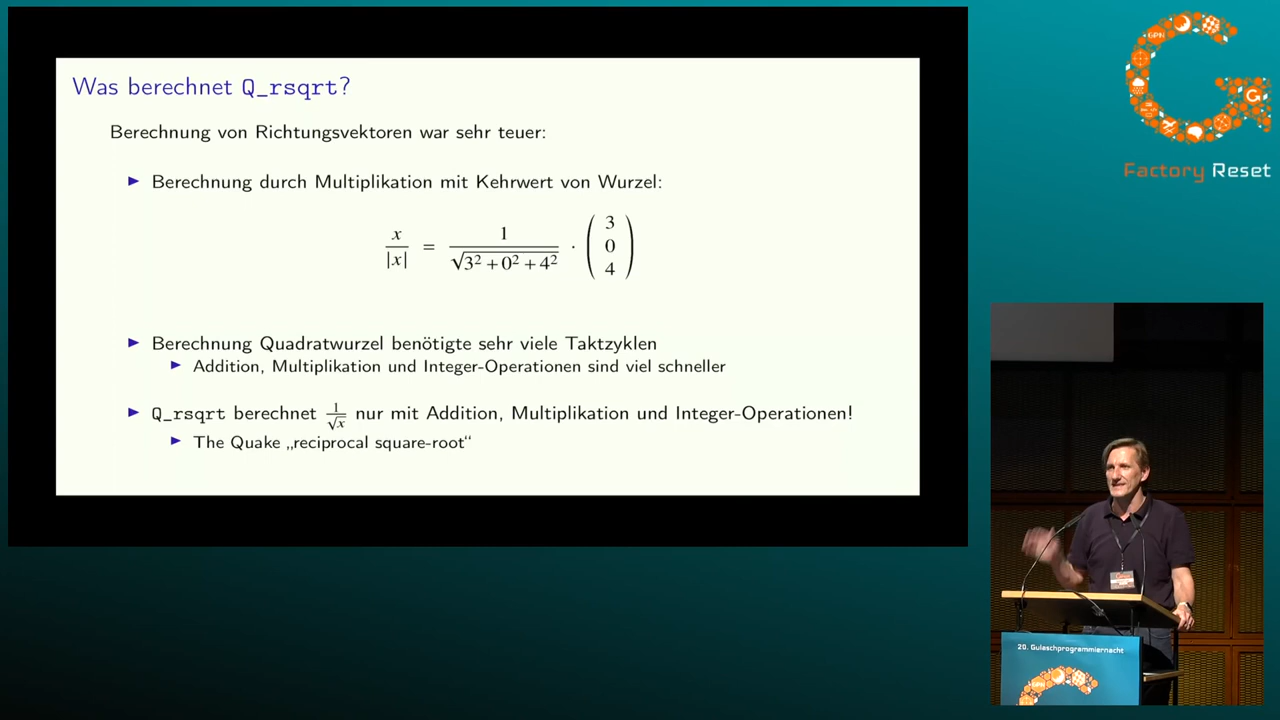 Was berechnet Q_rsqrt?
Berechnung von Richtungsvektoren war sehr teuer:
▶ Berechnung durch Multiplikation mit Kehrwert von Wurzel:
x/|x| = 1/√(3² + 0² + 4²) · (3 0 4)
▶ Berechnung Quadratwurzel benötigte sehr viele Taktzyklen
▶ Addition, Multiplikation und Integer-Operationen sind viel schneller
▶ Q_rsqrt berechnet 1/√x nur mit Addition, Multiplikation und Integer-Operationen!
▶ The Quake „reciprocal square-root“
GPN
G
Factory Reset
20. Gulaschprogrammiernacht